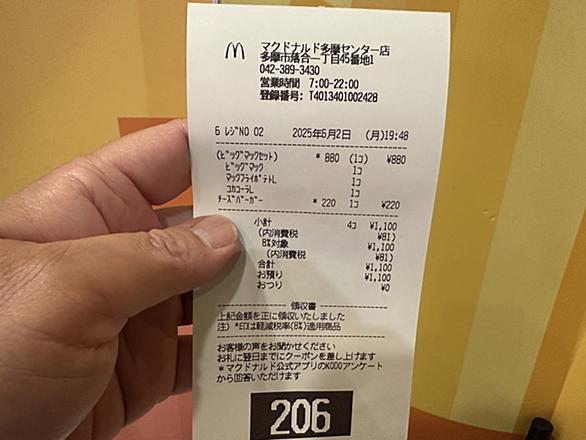 マクドナルド多摩センター店
多摩市落合一丁目45番地1
042-389-3430
営業時間 7:00-22:00
登録番号: T4013401002428
6 ﾚｼﾞNO 02 2025年6月2日 (月)19:48
(ﾋﾞｯｸﾞﾏｯｸセット) * 880 (1コ) ¥880
ﾋﾞｯｸﾞﾏｯｸ 1コ
ﾏｯｸﾌﾗｲﾎﾟﾃﾄL 1コ
ｺｶｺｰﾗL 1コ
ﾁｰｽﾞﾊﾞｰｶﾞｰ * 220 1コ ¥220
小計 4コ ¥1,100
(内消費税 ¥81)
8%対象 ¥1,100
(内消費税 ¥81)
合計 ¥1,100
お預り ¥1,100
おつり ¥0
領収書
上記金額を正に領収いたしました
注) *印は軽減税率(8%)適用商品
お客様の声をお聞かせください
お礼に翌日までにクーポンを差し上げます
*マクドナルド公式アプリのKODOアンケート
から回答いただけます
206